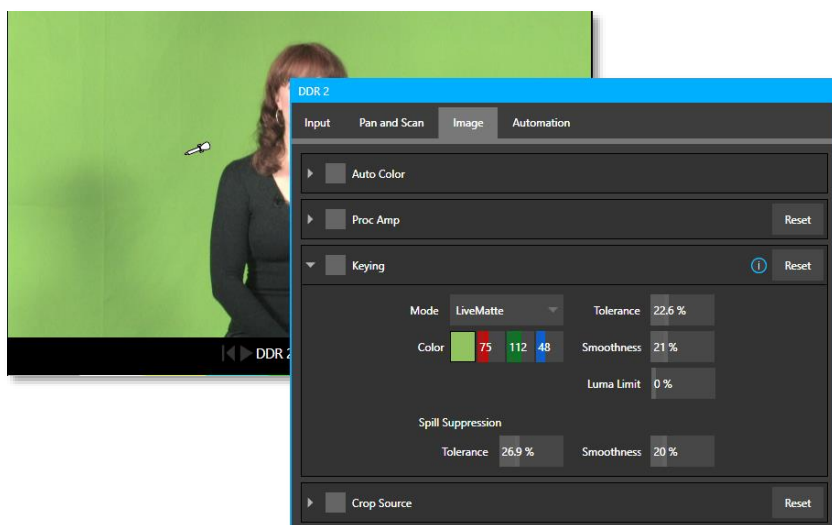 DDR 2
Input Pan and Scan Image Automation
Auto Color
Proc Amp Reset
Keying i Reset
Mode LiveMatte Tolerance 22.6 %
Color 75 112 48 Smoothness 21 %
Luma Limit 0 %
Spill Suppression
Tolerance 26.9 % Smoothness 20 %
Crop Source Reset
DDR 2